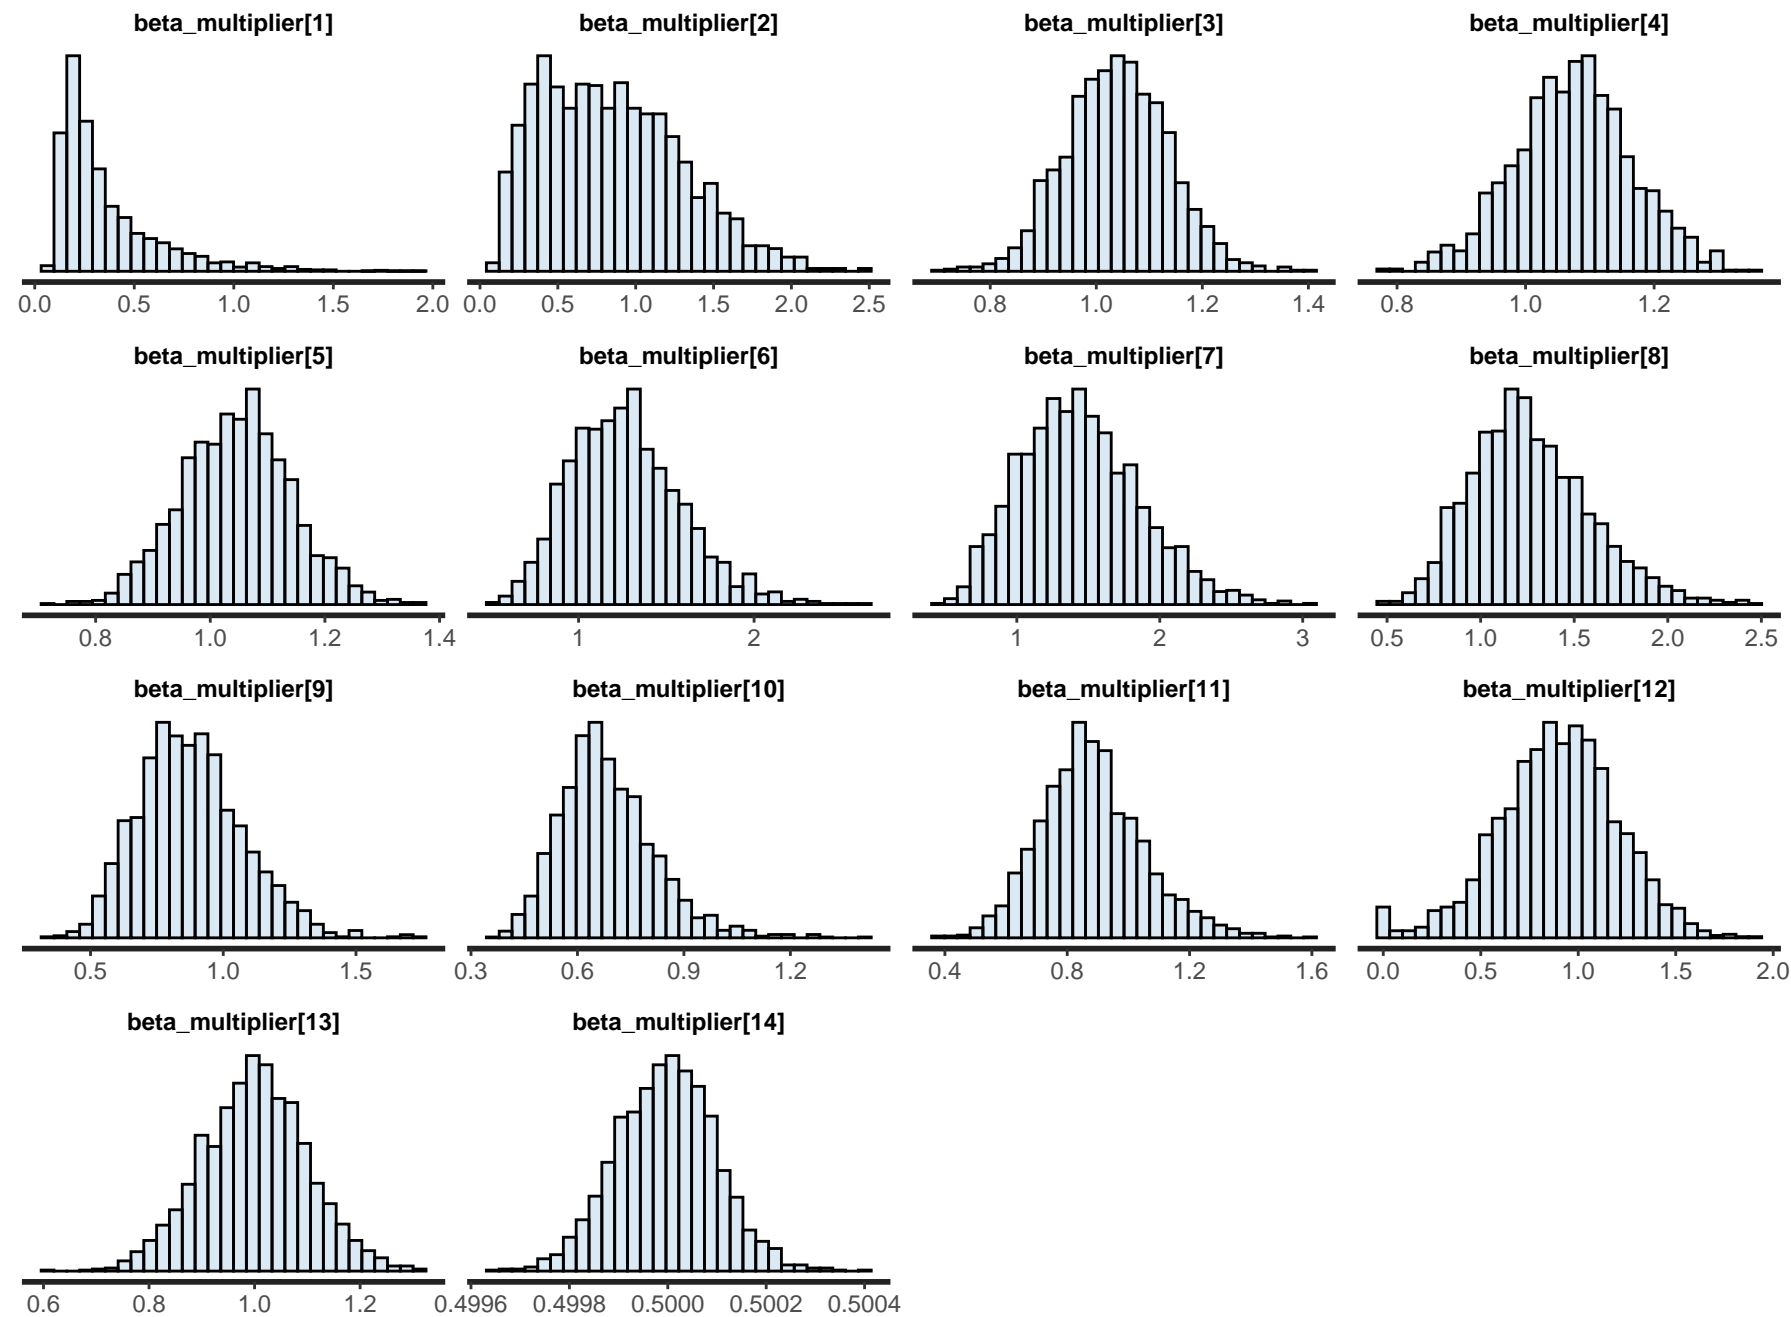 beta_multiplier[1] beta_multiplier[2] beta_multiplier[3] beta_multiplier[4]
0.0 0.5 1.0 1.5 2.0 0.0 0.5 1.0 1.5 2.0 2.5 0.8 1.0 1.2 1.4 0.8 1.0 1.2
beta_multiplier[5] beta_multiplier[6] beta_multiplier[7] beta_multiplier[8]
0.8 1.0 1.2 1.4 1 2 1 2 3 0.5 1.0 1.5 2.0 2.5
beta_multiplier[9] beta_multiplier[10] beta_multiplier[11] beta_multiplier[12]
0.5 1.0 1.5 0.3 0.6 0.9 1.2 0.4 0.8 1.2 1.6 0.0 0.5 1.0 1.5 2.0
beta_multiplier[13] beta_multiplier[14]
0.6 0.8 1.0 1.2 0.4996 0.4998 0.5000 0.5002 0.5004